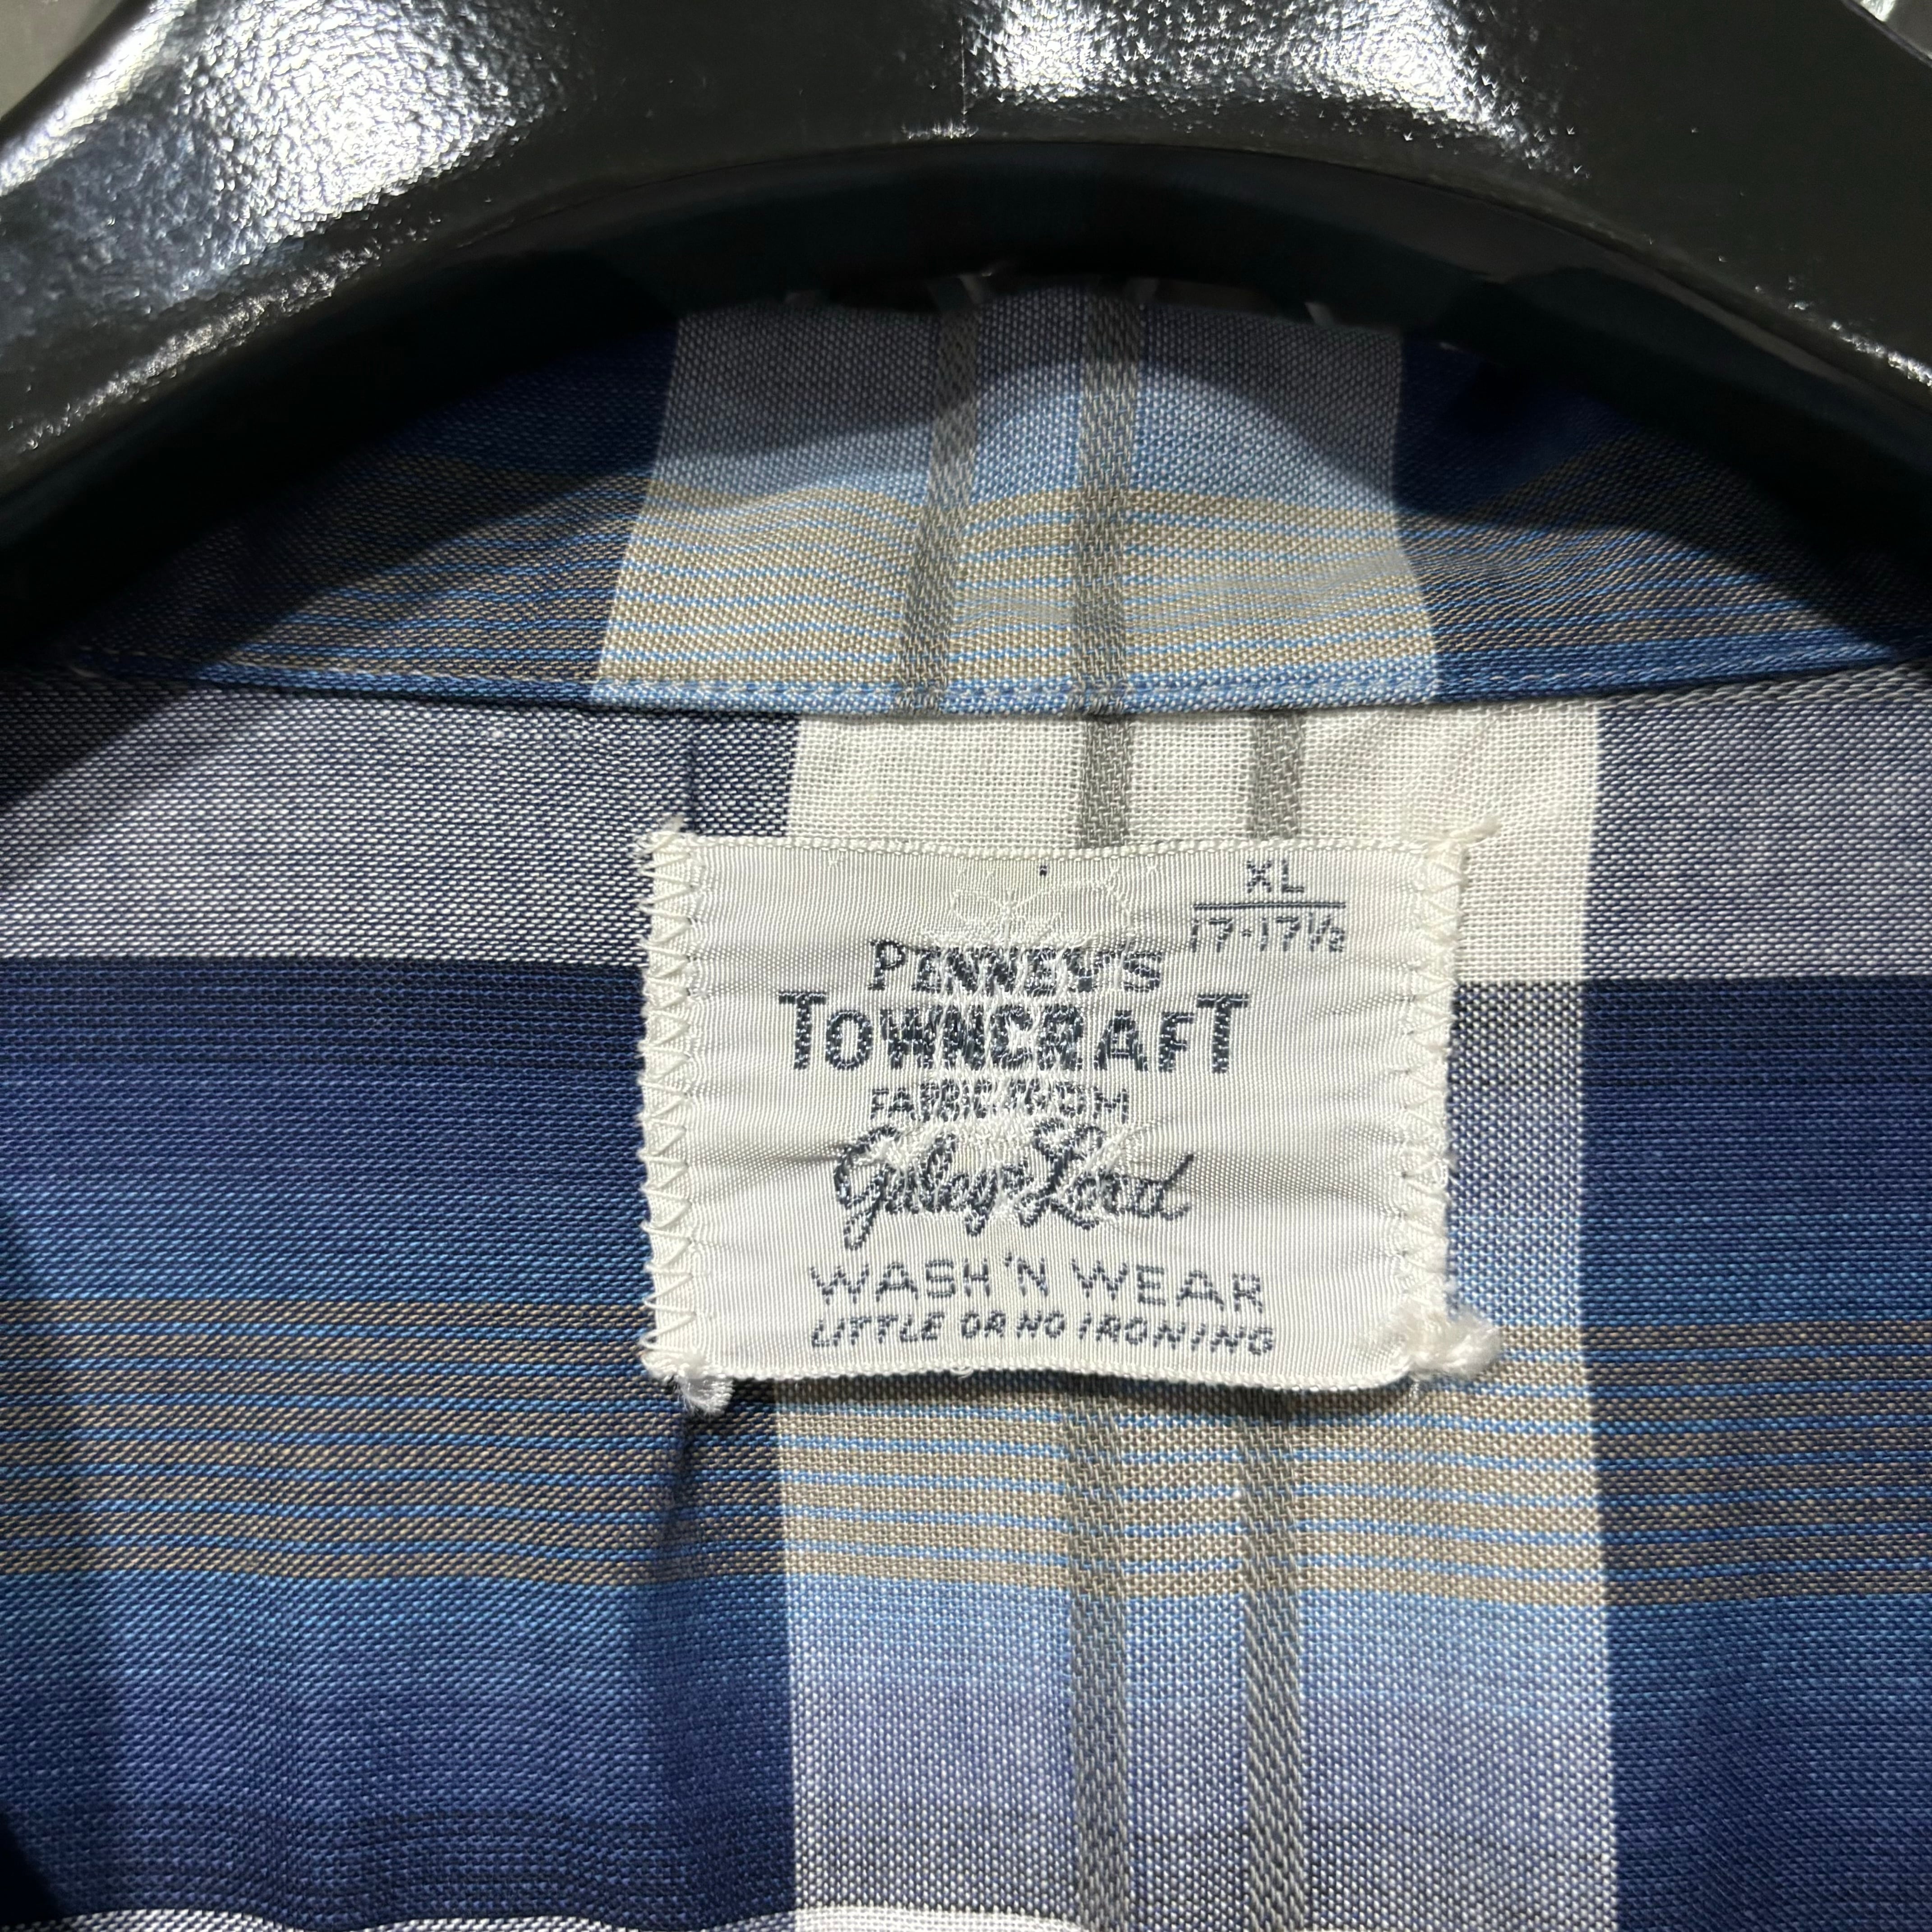 XL
17-17½
PENNEY'S
TOWNCRAFT
FABRIC FROM
Galey & Lord
WASH 'N WEAR
LITTLE OR NO IRONING